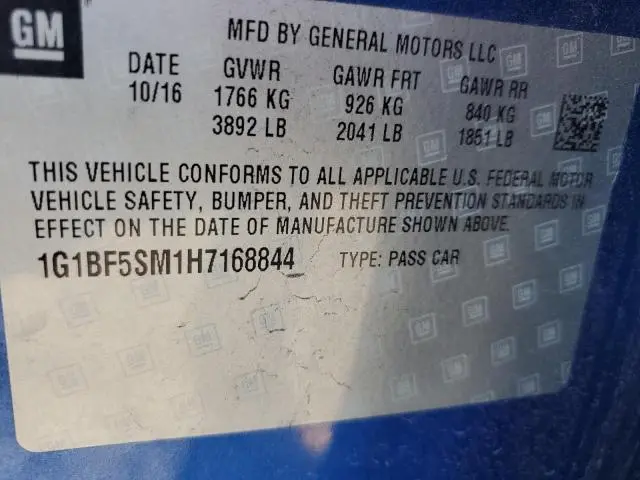 GM
MFD BY GENERAL MOTORS LLC
DATE GVWR GAWR FRT GAWR RR
10/16 1766 KG 926 KG 840 KG
3892 LB 2041 LB 1851 LB
THIS VEHICLE CONFORMS TO ALL APPLICABLE U.S. FEDERAL MOTOR
VEHICLE SAFETY, BUMPER, AND THEFT PREVENTION STANDARDS IN
EFFECT ON THE DATE OF MANUFACTURE SHOWN ABOVE.
1G1BF5SM1H7168844 TYPE: PASS CAR